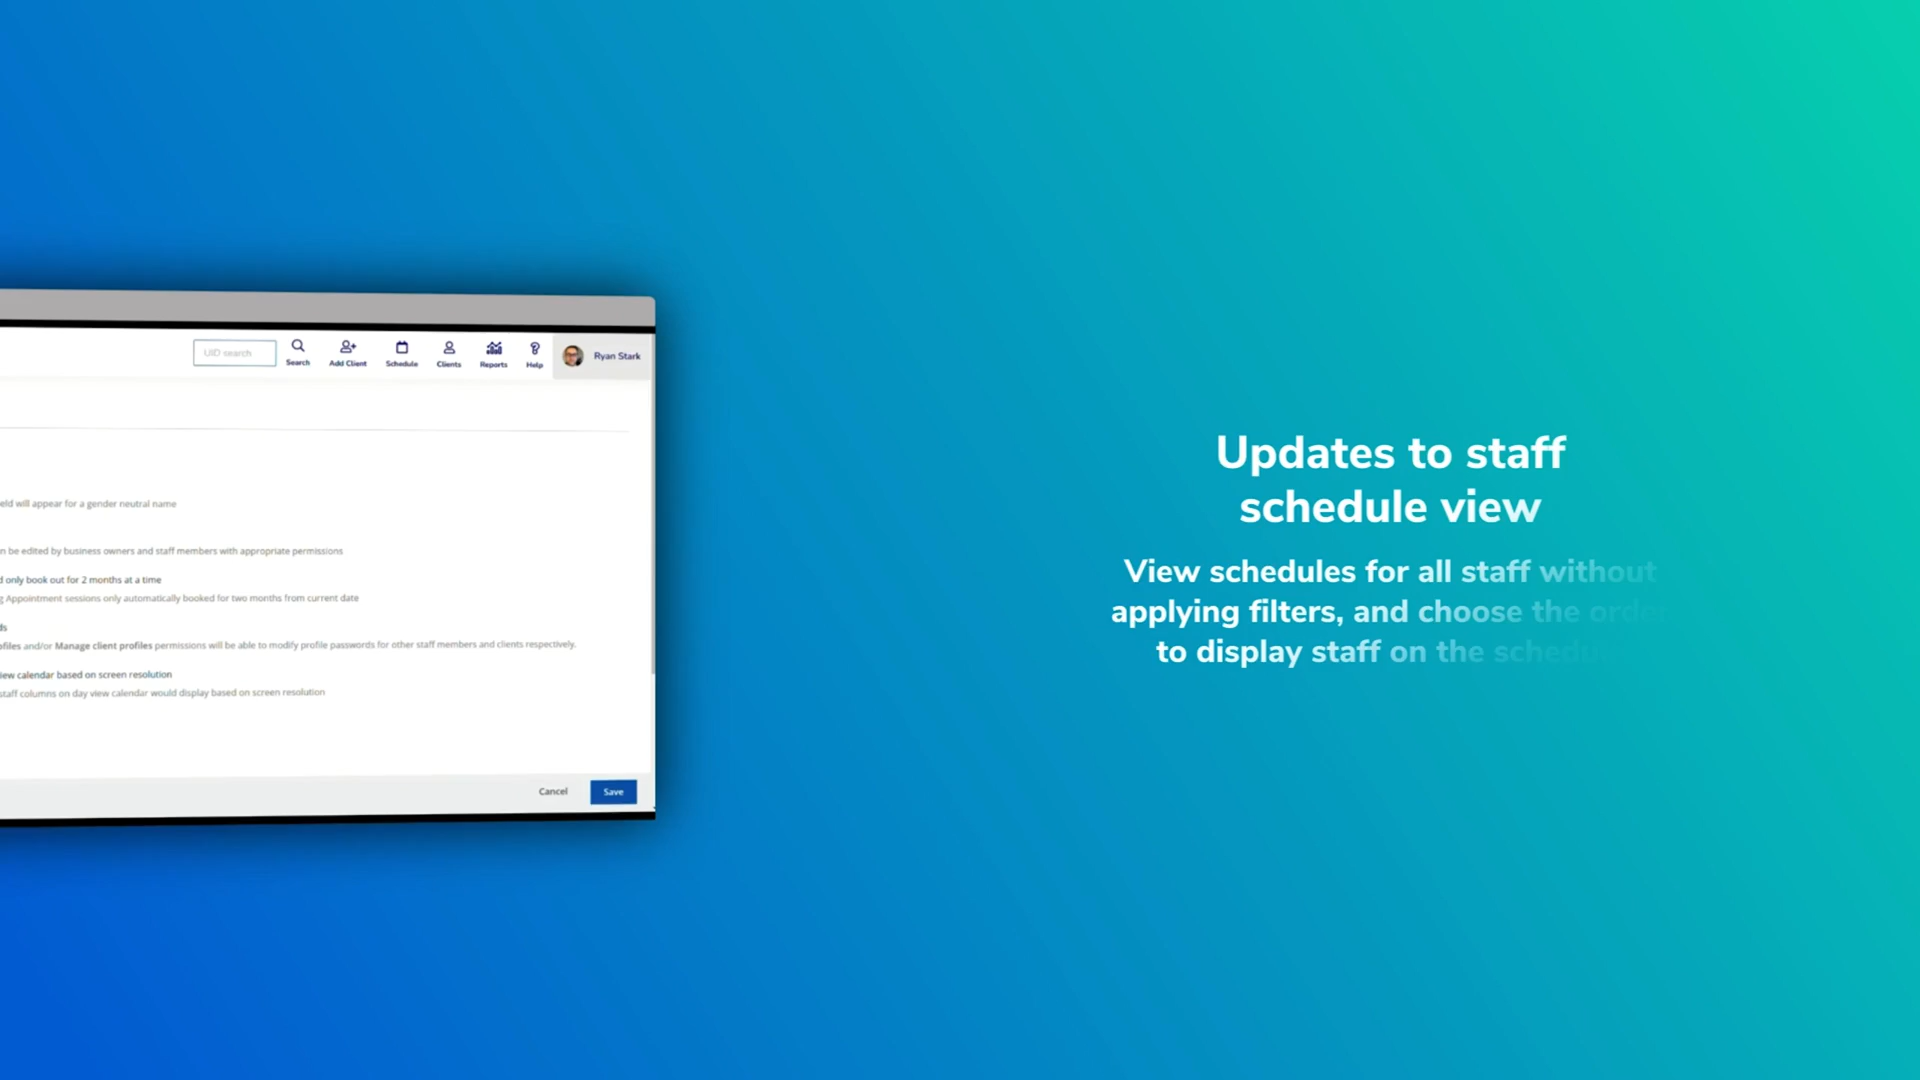 UID search
Search
Add Client
Schedule
Clients
Reports
Help
Ryan Stark
eld will appear for a gender neutral name
n be edited by business owners and staff members with appropriate permissions
d only book out for 2 months at a time
g Appointment sessions only automatically booked for two months from current date
ds
ofiles and/or Manage client profiles permissions will be able to modify profile passwords for other staff members and clients respectively.
iew calendar based on screen resolution
staff columns on day view calendar would display based on screen resolution
Cancel
Save
Updates to staff
schedule view
View schedules for all staff without
applying filters, and choose the order
to display staff on the schedu